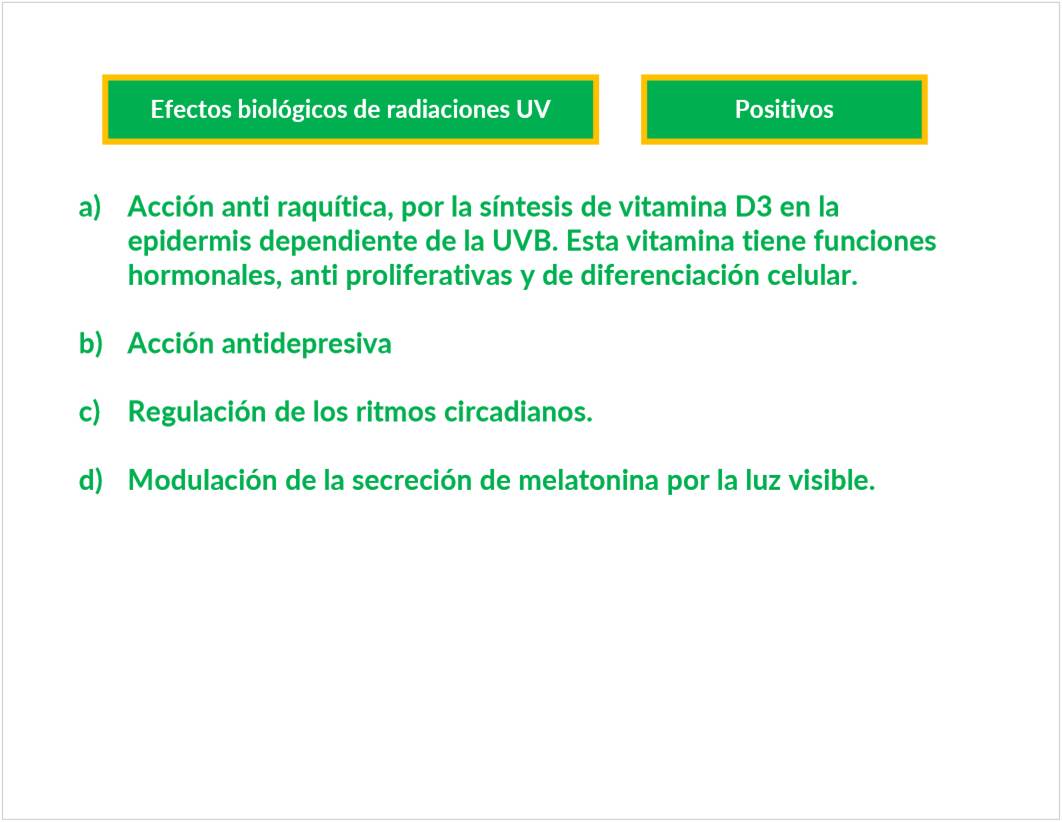 Efectos biológicos de radiaciones UV
Positivos
a) Acción anti raquítica, por la síntesis de vitamina D3 en la
epidermis dependiente de la UVB. Esta vitamina tiene funciones
hormonales, anti proliferativas y de diferenciación celular.
b) Acción antidepresiva
c) Regulación de los ritmos circadianos.
d) Modulación de la secreción de melatonina por la luz visible.